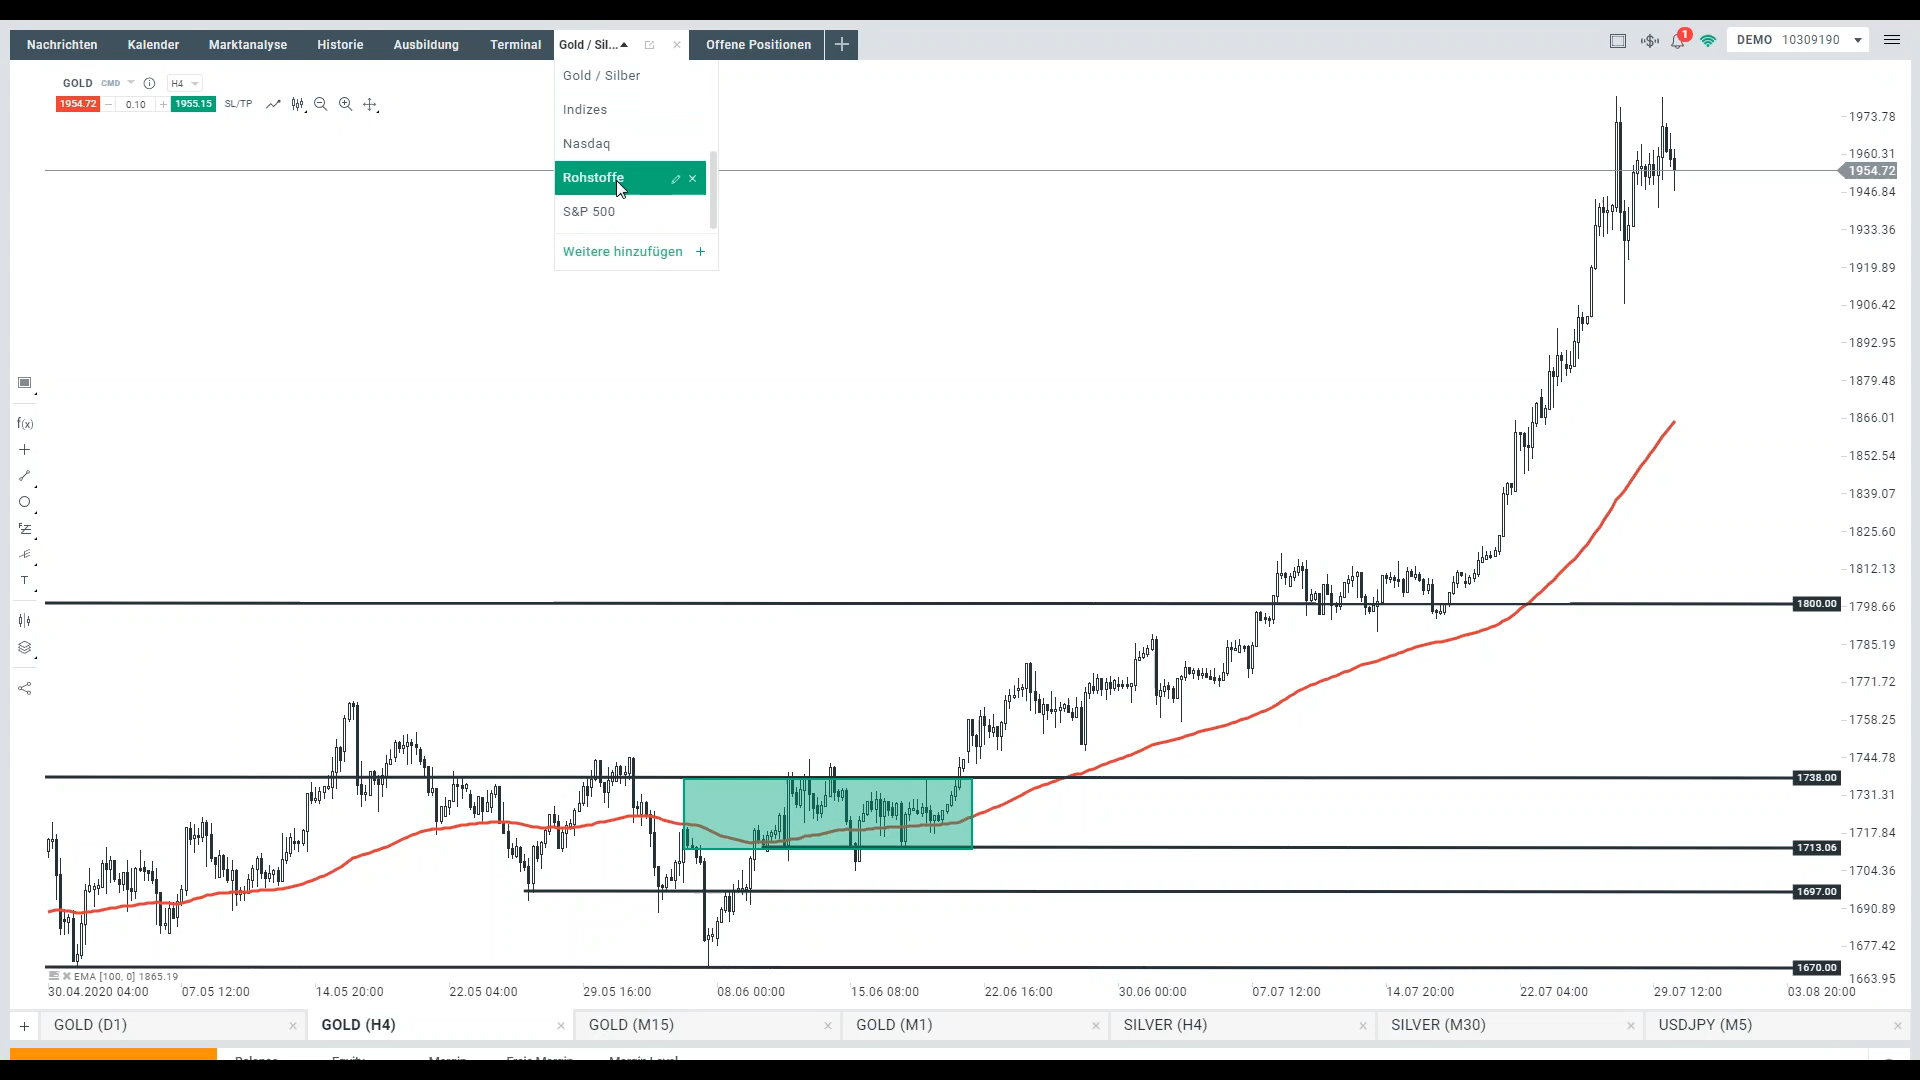 Nachrichten Kalender Marktanalyse Historie Ausbildung Terminal Gold / Sil... Offene Positionen
1 DEMO 10309190
GOLD CMD H4
1954.72 0.10 1955.15 SL/TP
Gold / Silber
Indizes
Nasdaq
Rohstoffe
S&P 500
Weitere hinzufügen +
1973.78
1960.31
1954.72
1946.84
1933.36
1919.89
1906.42
1892.95
1879.48
1866.01
1852.54
1839.07
1825.60
1812.13
1800.00
1798.66
1785.19
1771.72
1758.25
1744.78
1738.00
1731.31
1717.84
1713.06
1704.36
1697.00
1690.89
1677.42
1670.00
1663.95
f(x)
T
EMA [100, 0] 1865.19
30.04.2020 04:00 07.05 12:00 14.05 20:00 22.05 04:00 29.05 16:00 08.06 00:00 15.06 08:00 22.06 16:00 30.06 00:00 07.07 12:00 14.07 20:00 22.07 04:00 29.07 12:00 03.08 20:00
GOLD (D1) GOLD (H4) GOLD (M15) GOLD (M1) SILVER (H4) SILVER (M30) USDJPY (M5)
Balance Equity Margin Freie Margin Margin Level